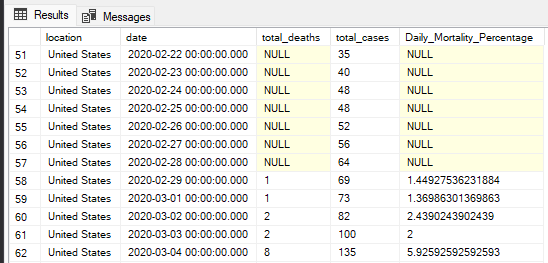 Results Messages
location date total_deaths total_cases Daily_Mortality_Percentage
51 United States 2020-02-22 00:00:00.000 NULL 35 NULL
52 United States 2020-02-23 00:00:00.000 NULL 40 NULL
53 United States 2020-02-24 00:00:00.000 NULL 48 NULL
54 United States 2020-02-25 00:00:00.000 NULL 48 NULL
55 United States 2020-02-26 00:00:00.000 NULL 52 NULL
56 United States 2020-02-27 00:00:00.000 NULL 56 NULL
57 United States 2020-02-28 00:00:00.000 NULL 64 NULL
58 United States 2020-02-29 00:00:00.000 1 69 1.44927536231884
59 United States 2020-03-01 00:00:00.000 1 73 1.36986301369863
60 United States 2020-03-02 00:00:00.000 2 82 2.4390243902439
61 United States 2020-03-03 00:00:00.000 2 100 2
62 United States 2020-03-04 00:00:00.000 8 135 5.92592592592593